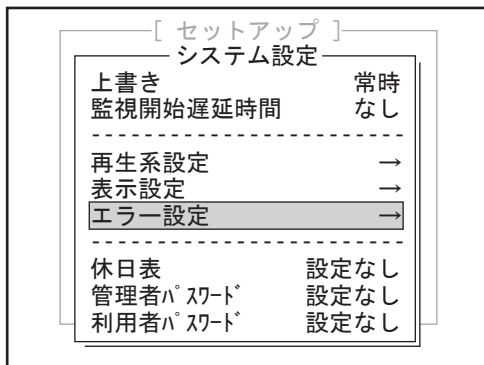 [ セットアップ ]
システム設定
上書き 常時
監視開始遅延時間 なし
再生系設定 →
表示設定 →
エラー設定 →
休日表 設定なし
管理者ﾊﾟｽﾜｰﾄﾞ 設定なし
利用者ﾊﾟｽﾜｰﾄﾞ 設定なし